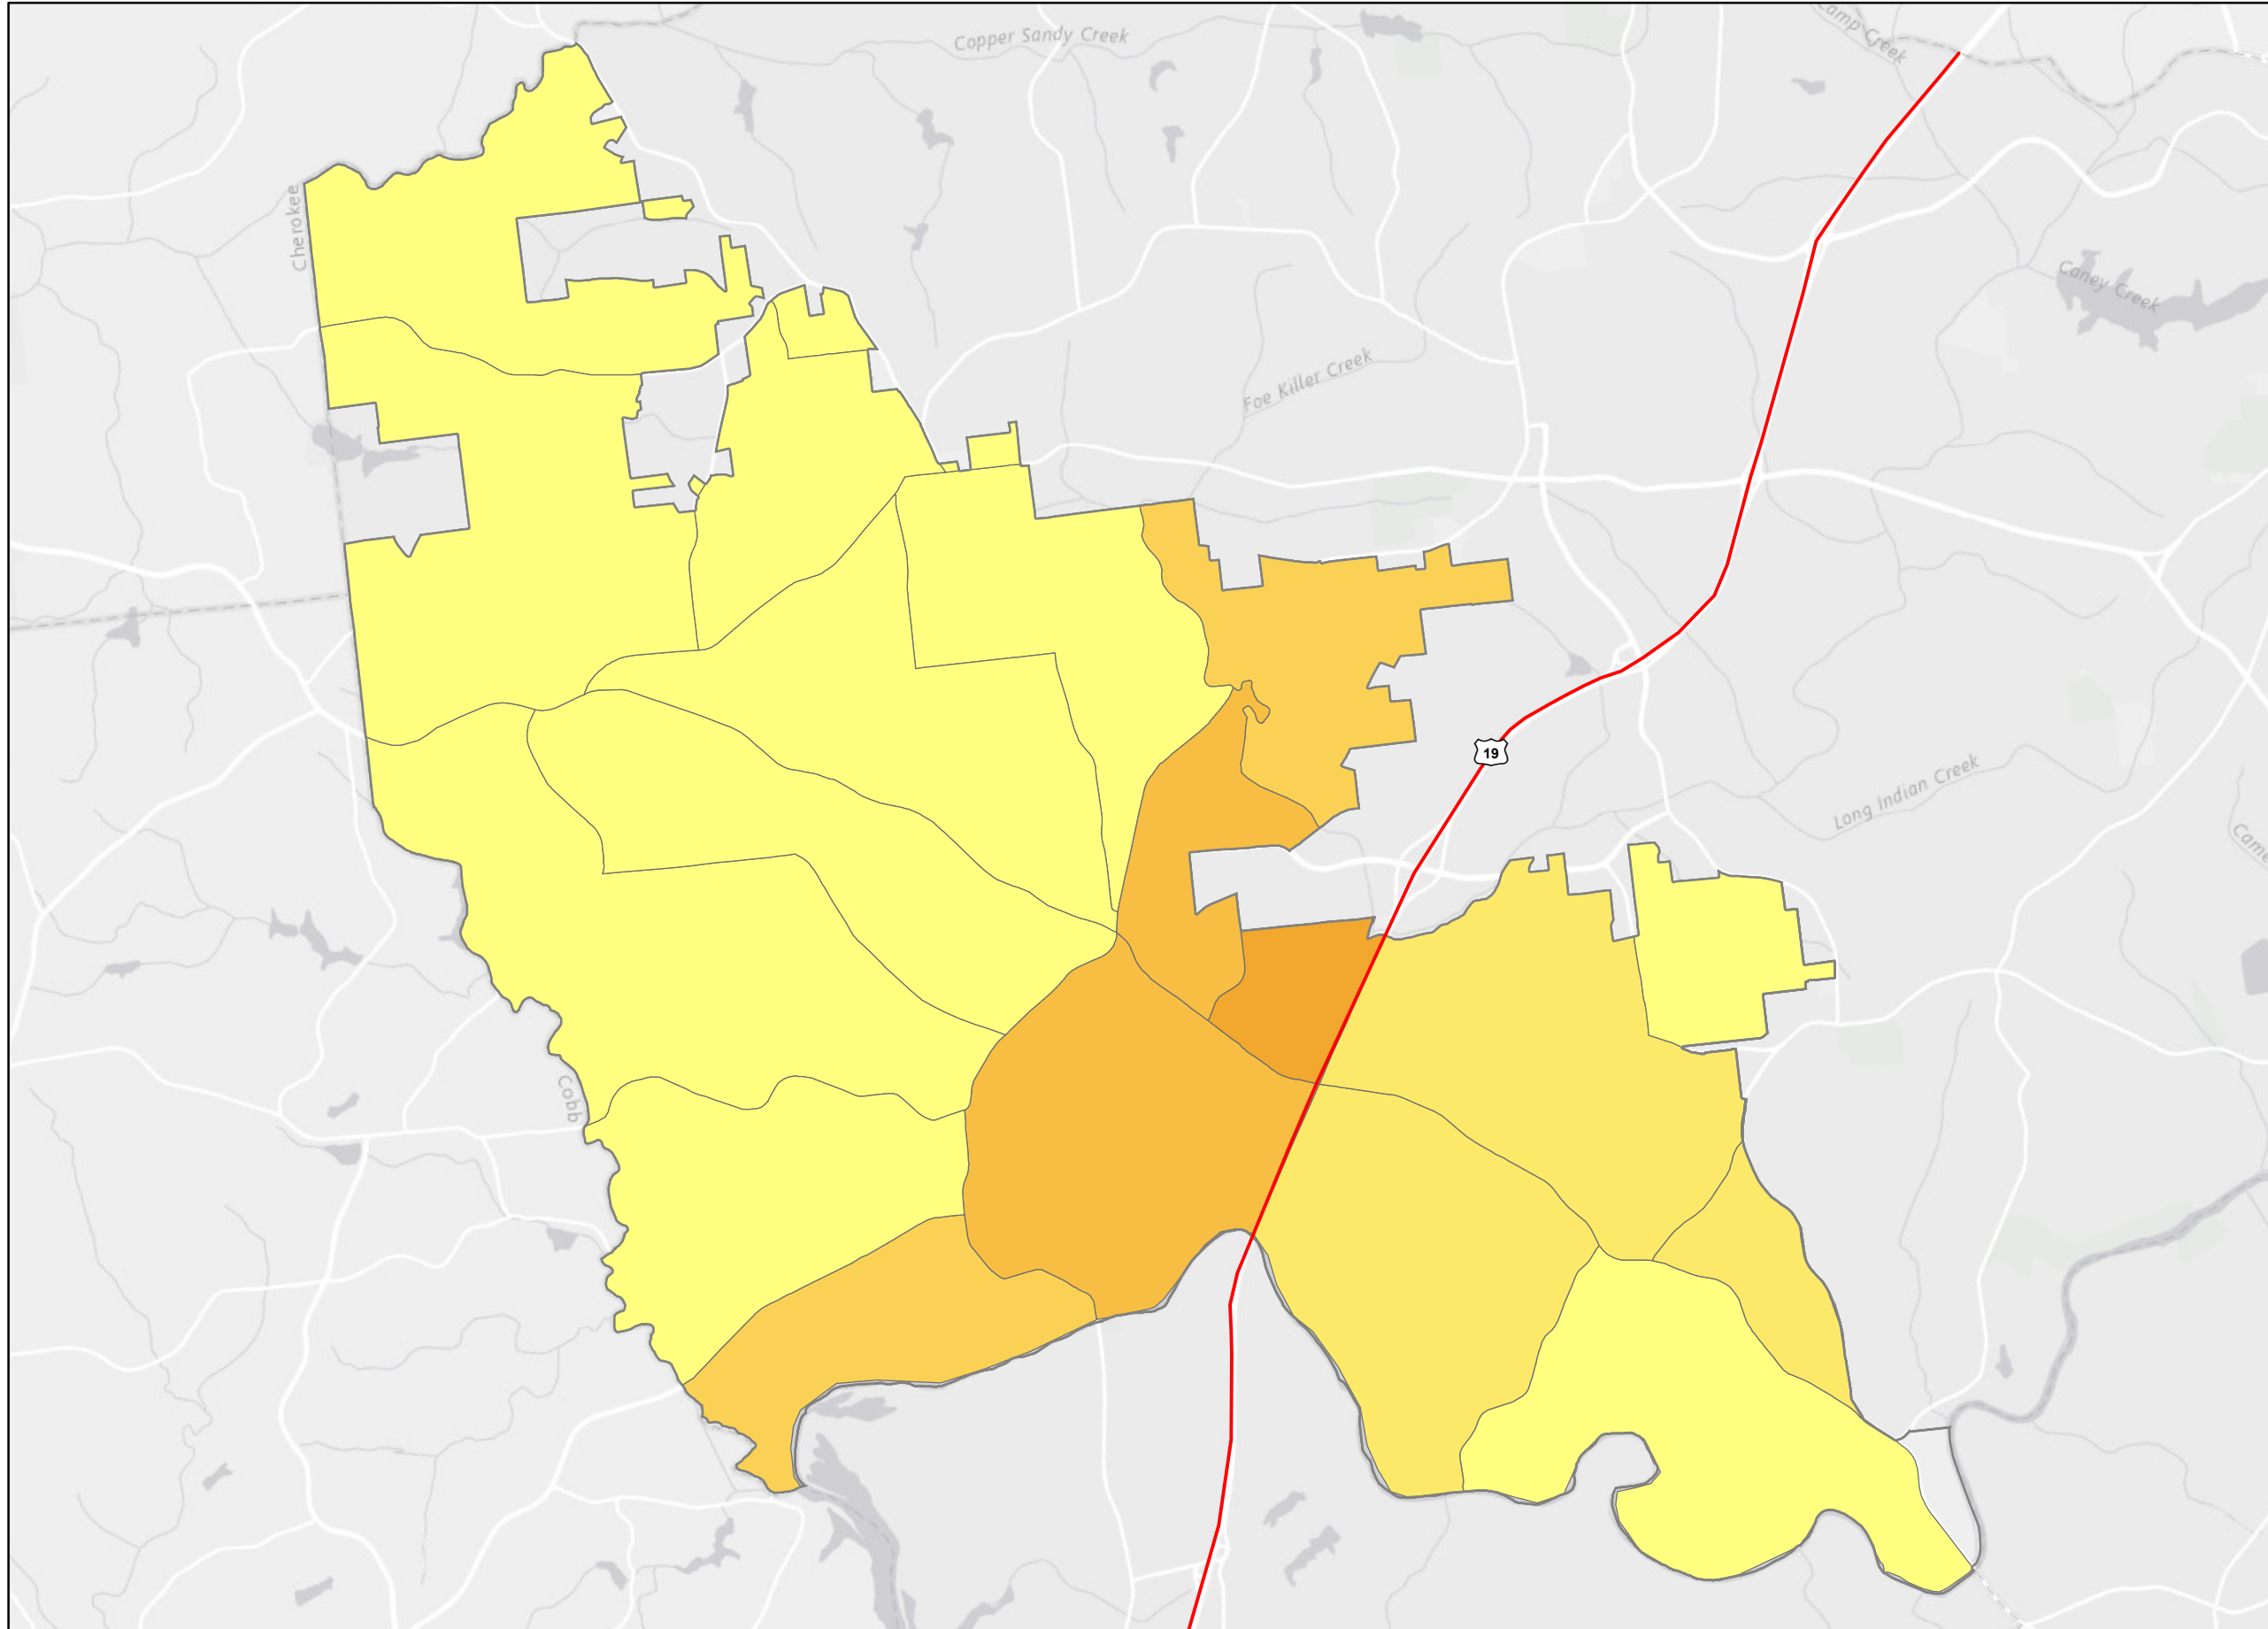 Copper Sandy Creek
Camp Creek
Cherokee
Caney Creek
Foe Killer Creek
19
Long Indian Creek
Cobb